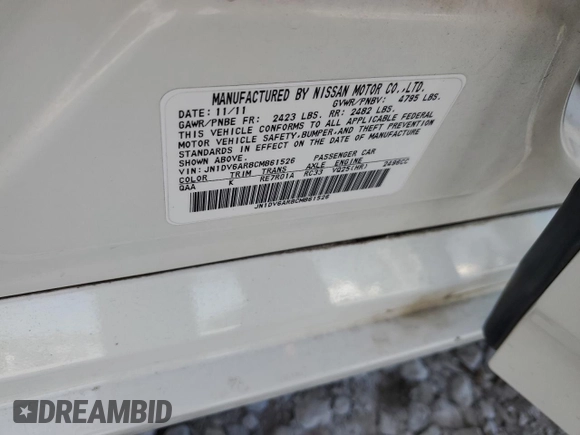 MANUFACTURED BY NISSAN MOTOR CO.,LTD.
DATE: 11/11 GVWR/PNBV: 4795 LBS.
GAWR/PNBE FR: 2423 LBS. RR: 2482 LBS.
THIS VEHICLE CONFORMS TO ALL APPLICABLE FEDERAL
MOTOR VEHICLE SAFETY,BUMPER,AND THEFT PREVENTION
STANDARDS IN EFFECT ON THE DATE OF MANUFACTURE
SHOWN ABOVE.
VIN: JN1DV6AR8CM861526 PASSENGER CAR
COLOR TRIM TRANS AXLE ENGINE
QAA K RE7R01A RC33 VQ25(HR) 2496CC
JN1DV6AR8CM861526
DREAMBID